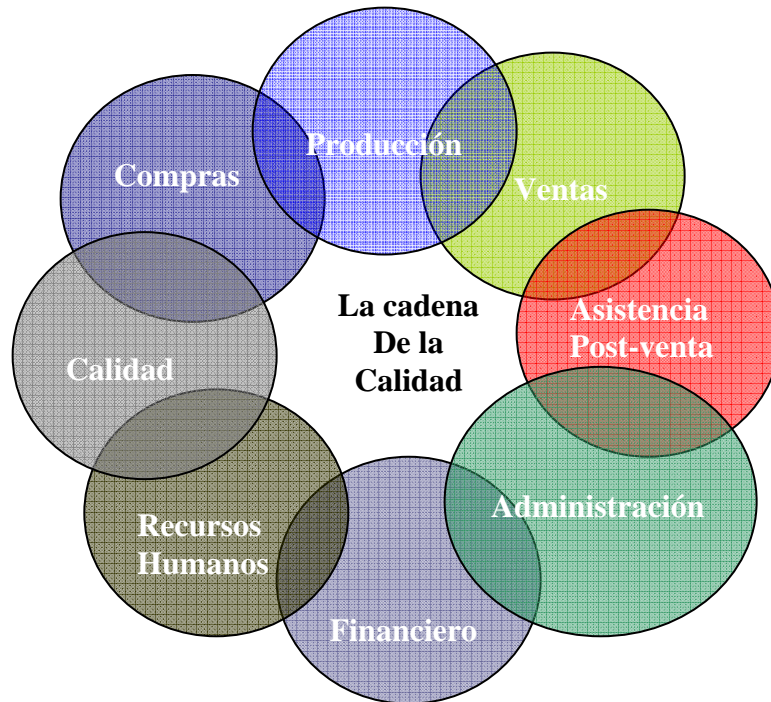 Producción
Compras
Ventas
La cadena
De la
Calidad
Asistencia
Post-venta
Calidad
Administración
Recursos
Humanos
Financiero